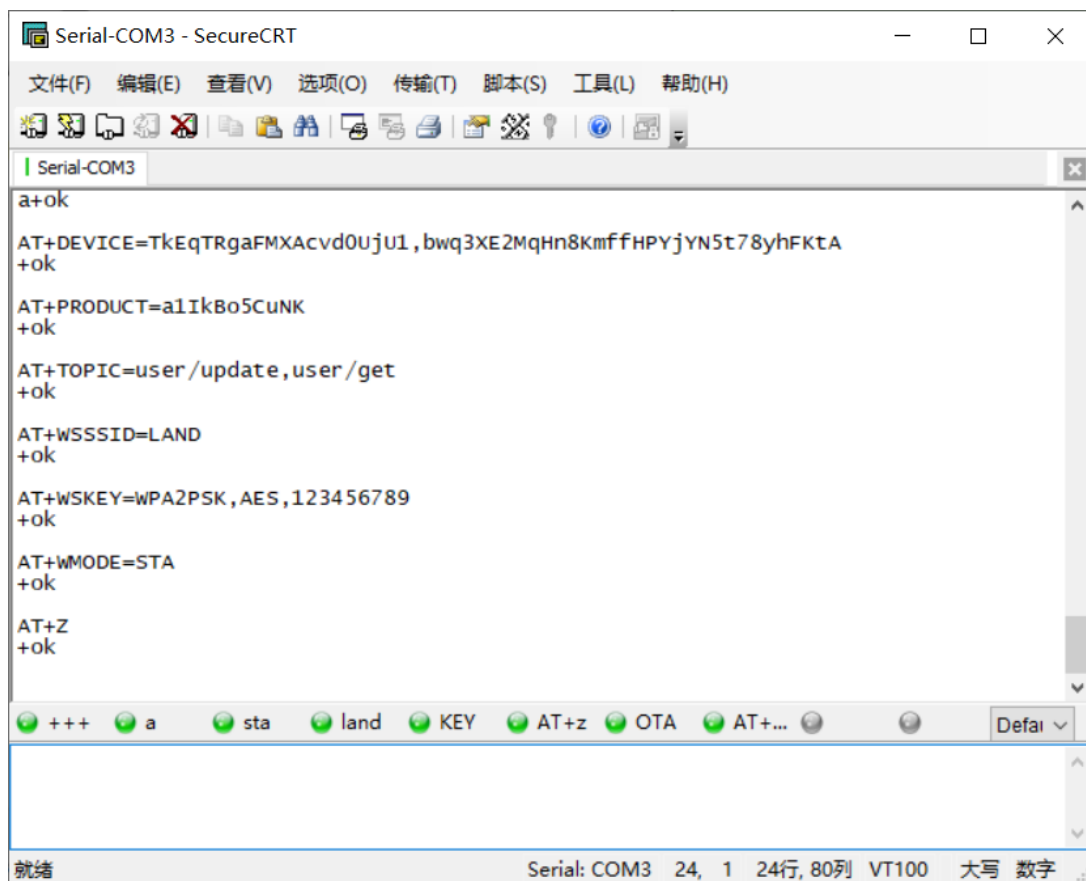 Serial-COM3 - SecureCRT
文件(F) 编辑(E) 查看(V) 选项(O) 传输(T) 脚本(S) 工具(L) 帮助(H)
Serial-COM3
a+ok
AT+DEVICE=TkEqTRgaFMXAcvdOUjU1,bwq3XE2MqHn8KmffHPYjYN5t78yhFKtA
+ok
AT+PRODUCT=a1IkBo5CuNK
+ok
AT+TOPIC=user/update,user/get
+ok
AT+WSSSID=LAND
+ok
AT+WSKEY=WPA2PSK,AES,123456789
+ok
AT+WMODE=STA
+ok
AT+Z
+ok
+++ a sta land KEY AT+z OTA AT+... Defau
就绪 Serial: COM3 24, 1 24行, 80列 VT100 大写 数字